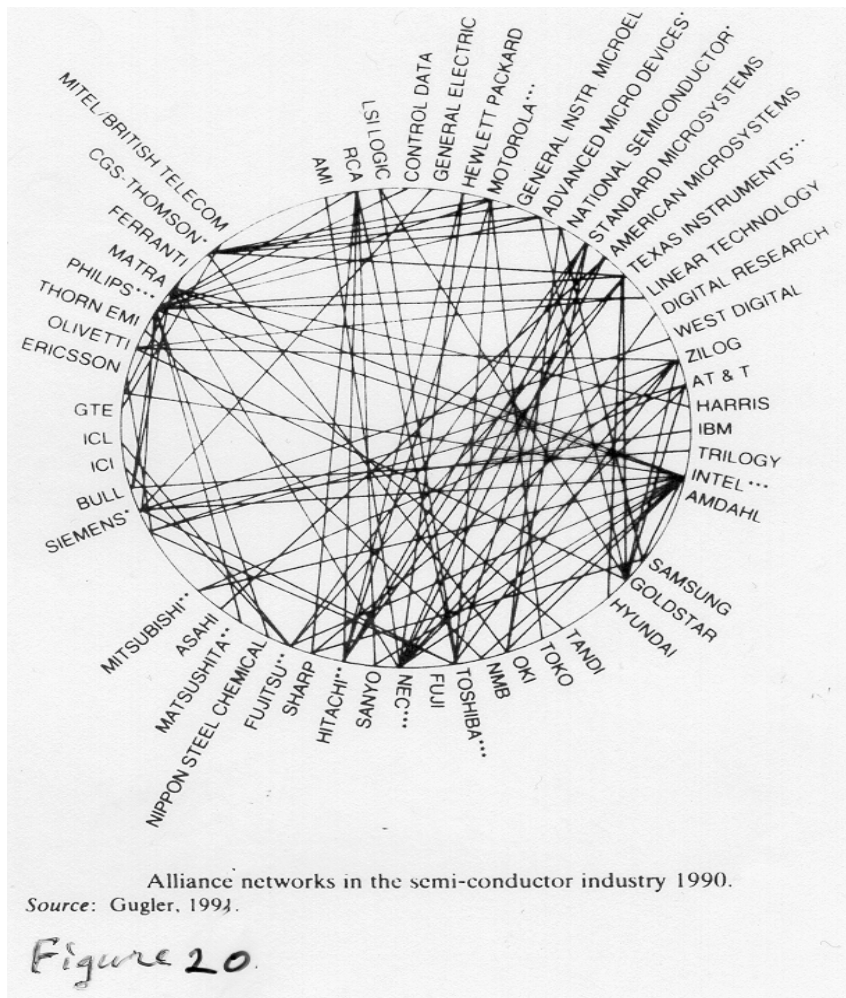 MITEL/BRITISH TELECOM
CGS-THOMSON*
FERRANTI
MATRA
PHILIPS***
THORN EMI
OLIVETTI
ERICSSON
GTE
ICL
ICI
BULL
SIEMENS*
MITSUBISHI**
ASAHI
MATSUSHITA**
NIPPON STEEL CHEMICAL
FUJITSU**
SHARP
HITACHI**
SANYO
NEC***
FUJI
TOSHIBA***
NMB
OKI
TOKO
TANDI
HYUNDAI
GOLDSTAR
SAMSUNG
AMDAHL
INTEL***
TRILOGY
IBM
HARRIS
AT & T
ZILOG
WEST DIGITAL
DIGITAL RESEARCH
LINEAR TECHNOLOGY
TEXAS INSTRUMENTS***
AMERICAN MICROSYSTEMS
STANDARD MICROSYSTEMS
NATIONAL SEMICONDUCTOR*
ADVANCED MICRO DEVICES*
GENERAL INSTR MICROEL
MOTOROLA***
HEWLETT PACKARD
GENERAL ELECTRIC
CONTROL DATA
LSI LOGIC
RCA
AMI
Alliance networks in the semi-conductor industry 1990.
Source: Gugler, 1991.
Figure 20.